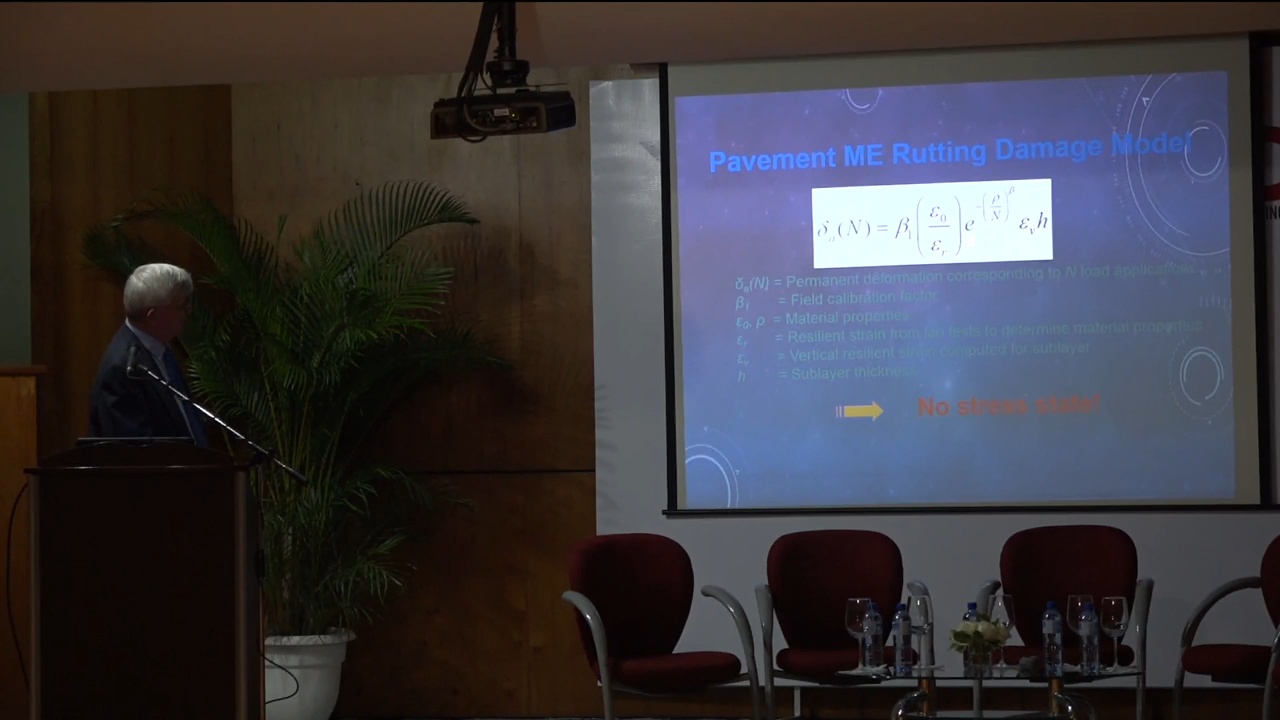 Pavement ME Rutting Damage Model
δₐ(N) = β₁(ε₀/εᵣ)e^(-(ρ/N)^β) εᵥh
δₐ(N) = Permanent deformation corresponding to N load applications
β₁ = Field calibration factor
ε₀, ρ = Material properties
εᵣ = Resilient strain from lab tests to determine material properties
εᵥ = Vertical resilient strain computed for sublayer
h = Sublayer thickness
No stress state!